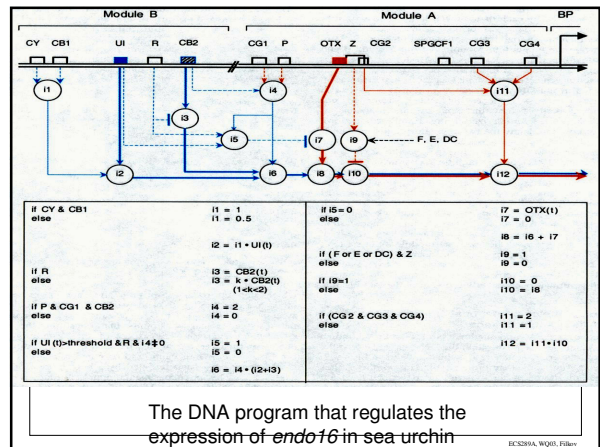 Module B
Module A
BP
CY CB1 UI R CB2 CG1 P OTX Z CG2 SPGCF1 CG3 CG4
i1
i4
i11
i3
i5
i7
i9
F, E, DC
i2
i6
i8
i10
i12
if CY & CB1 i1 = 1
else i1 = 0.5
i2 = i1 • UI(t)
if R i3 = CB2(t)
else i3 = k • CB2(t)
(1<k<2)
if P & CG1 & CB2 i4 = 2
else i4 = 0
if UI (t)>threshold & R & i4$0 i5 = 1
else i5 = 0
i6 = i4 • (i2+i3)
if i5=0 i7 = OTX(t)
else i7 = 0
i8 = i6 + i7
if (F or E or DC) & Z i9 = 1
else i9 = 0
if i9=1 i10 = 0
else i10 = i8
if (CG2 & CG3 & CG4) i11 = 2
else i11 =1
i12 = i11•i10
The DNA program that regulates the
expression of endo16 in sea urchin
ECS289A, WQ03, Filkov